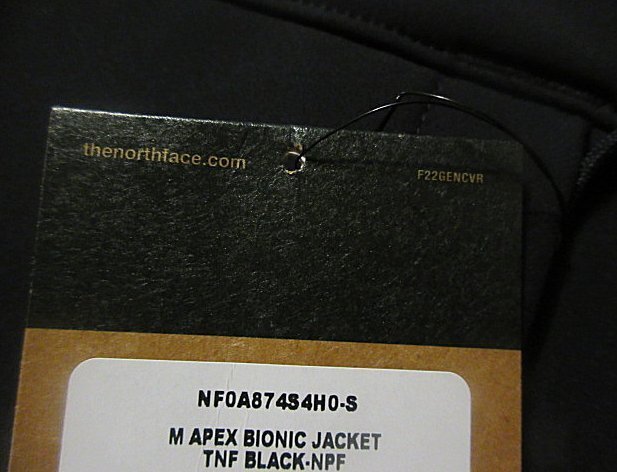 thenorthface.com
F22GENCVR
NF0A874S4H0-S
M APEX BIONIC JACKET
TNF BLACK-NPF